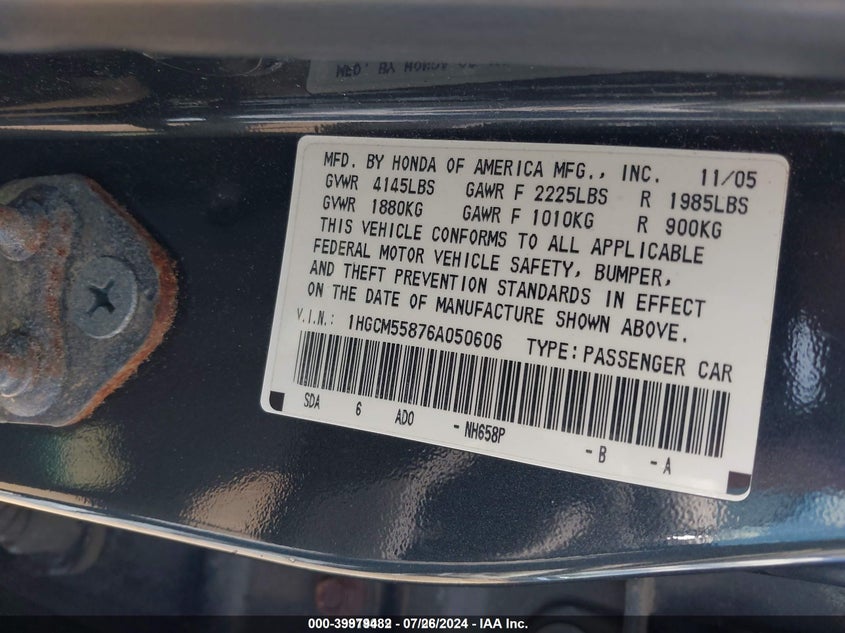 MFD. BY HONDA OF AMERICA MFG., INC. 11/05
GVWR 4145LBS GAWR F 2225LBS R 1985LBS
GVWR 1880KG GAWR F 1010KG R 900KG
THIS VEHICLE CONFORMS TO ALL APPLICABLE
FEDERAL MOTOR VEHICLE SAFETY, BUMPER,
AND THEFT PREVENTION STANDARDS IN EFFECT
ON THE DATE OF MANUFACTURE SHOWN ABOVE.
V.I.N.: 1HGCM55876A050606 TYPE: PASSENGER CAR
SDA 6 AD0 - NH658P - B - A
000-39979482 - 07/26/2024 - IAA Inc.